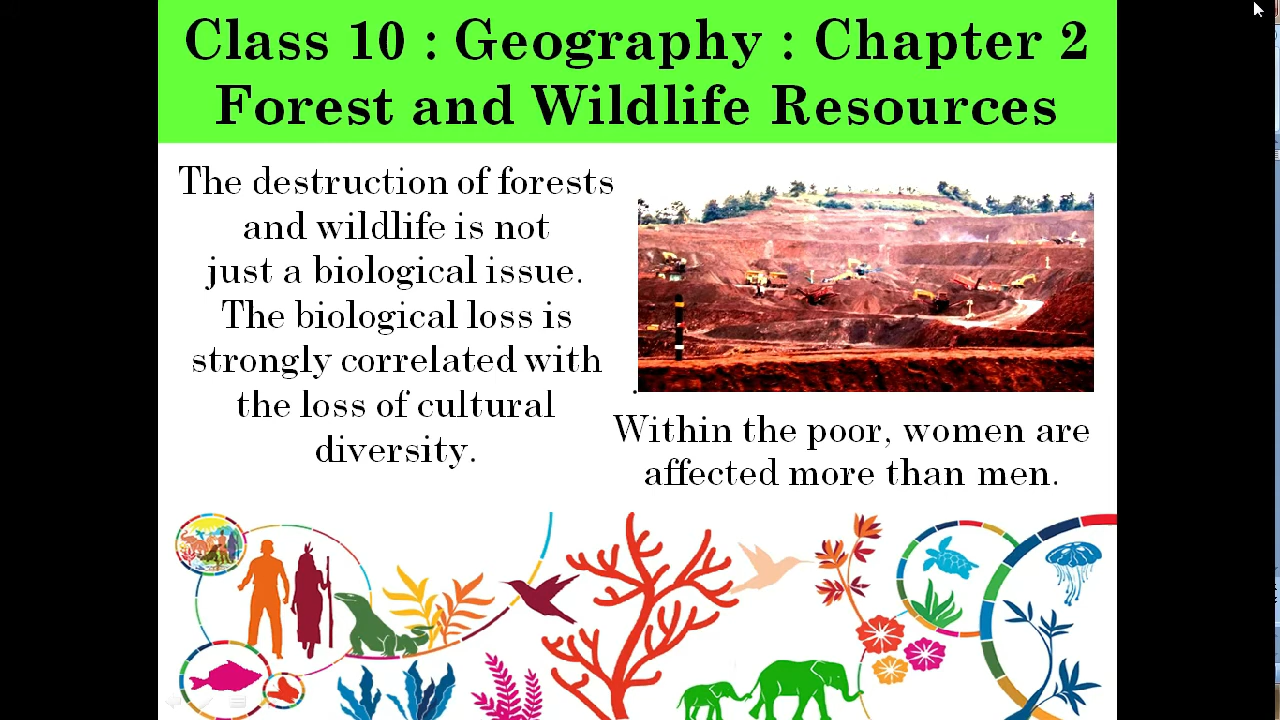 Class 10 : Geography : Chapter 2
Forest and Wildlife Resources
The destruction of forests
and wildlife is not
just a biological issue.
The biological loss is
strongly correlated with
the loss of cultural
diversity.
.
Within the poor, women are
affected more than men.